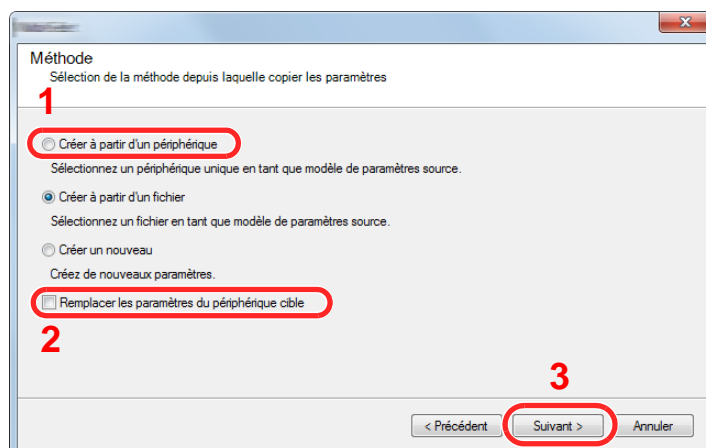 Méthode
Sélection de la méthode depuis laquelle copier les paramètres
1
Créer à partir d'un périphérique
Sélectionnez un périphérique unique en tant que modèle de paramètres source.
Créer à partir d'un fichier
Sélectionnez un fichier en tant que modèle de paramètres source.
Créer un nouveau
Créez de nouveaux paramètres.
Remplacer les paramètres du périphérique cible
2
3
< Précédent Suivant > Annuler